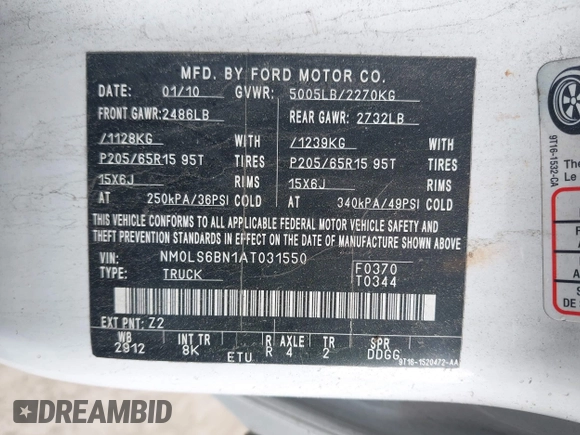 MFD. BY FORD MOTOR CO.
DATE: 01/10 GVWR: 5005LB/2270KG
FRONT GAWR: 2486LB REAR GAWR: 2732LB
/1128KG WITH /1239KG WITH
P205/65R15 95T TIRES P205/65R15 95T TIRES
15X6J RIMS 15X6J RIMS
AT 250kPA/36PSI COLD AT 340kPA/49PSI COLD
THIS VEHICLE CONFORMS TO ALL APPLICABLE FEDERAL MOTOR VEHICLE SAFETY AND
THEFT PREVENTION STANDARDS IN EFFECT ON THE DATE OF MANUFACTURE SHOWN ABOVE.
VIN: NM0LS6BN1AT031550 F0370
TYPE: TRUCK T0344
EXT PNT: Z2
WB INT TR R AXLE TR SPR
2912 8K ETU R 4 2 DDGG
9T16-1520472-AA
9T16-1532-CA
The
Le
DE
DREAMBID